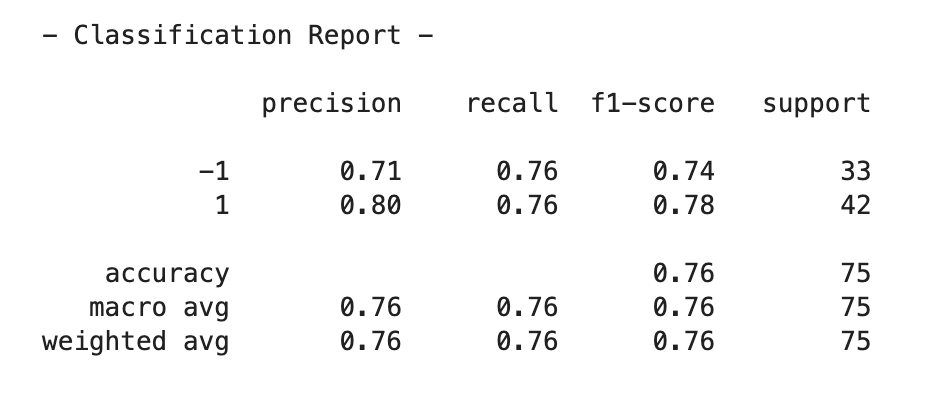 - Classification Report -
precision recall f1-score support
-1 0.71 0.76 0.74 33
1 0.80 0.76 0.78 42
accuracy 0.76 75
macro avg 0.76 0.76 0.76 75
weighted avg 0.76 0.76 0.76 75